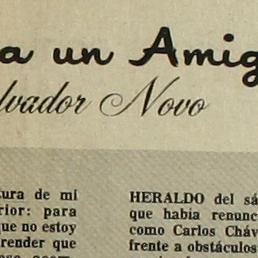 a un Amig
lvador Novo
tura de mi
rior: para
que no estoy
render que
HERALDO del sá
que había renunc
como Carlos Cháv
frente a obstáculos